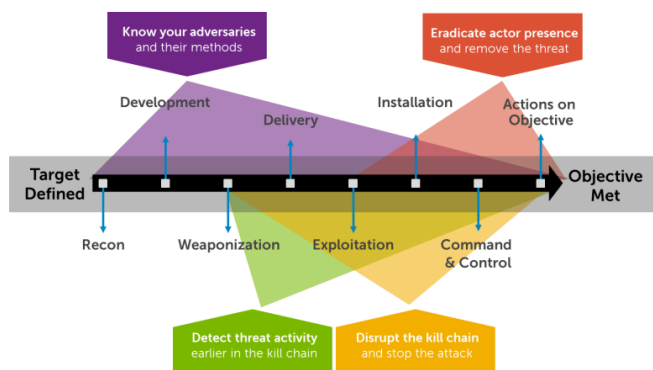 Know your adversaries
and their methods
Eradicate actor presence
and remove the threat
Development
Delivery
Installation
Actions on
Objective
Target
Defined
Objective
Met
Recon
Weaponization
Exploitation
Command
& Control
Detect threat activity
earlier in the kill chain
Disrupt the kill chain
and stop the attack